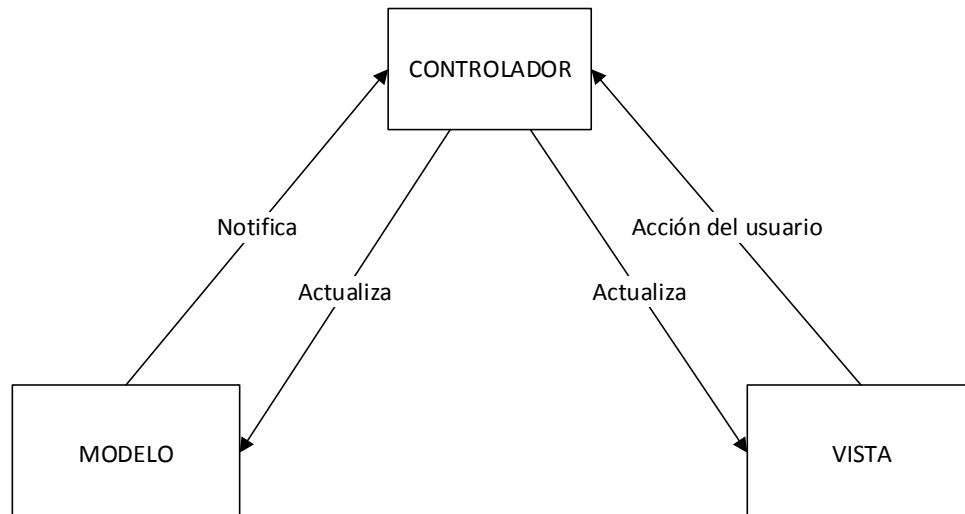 CONTROLADOR
Notifica
Acción del usuario
Actualiza
Actualiza
MODELO
VISTA